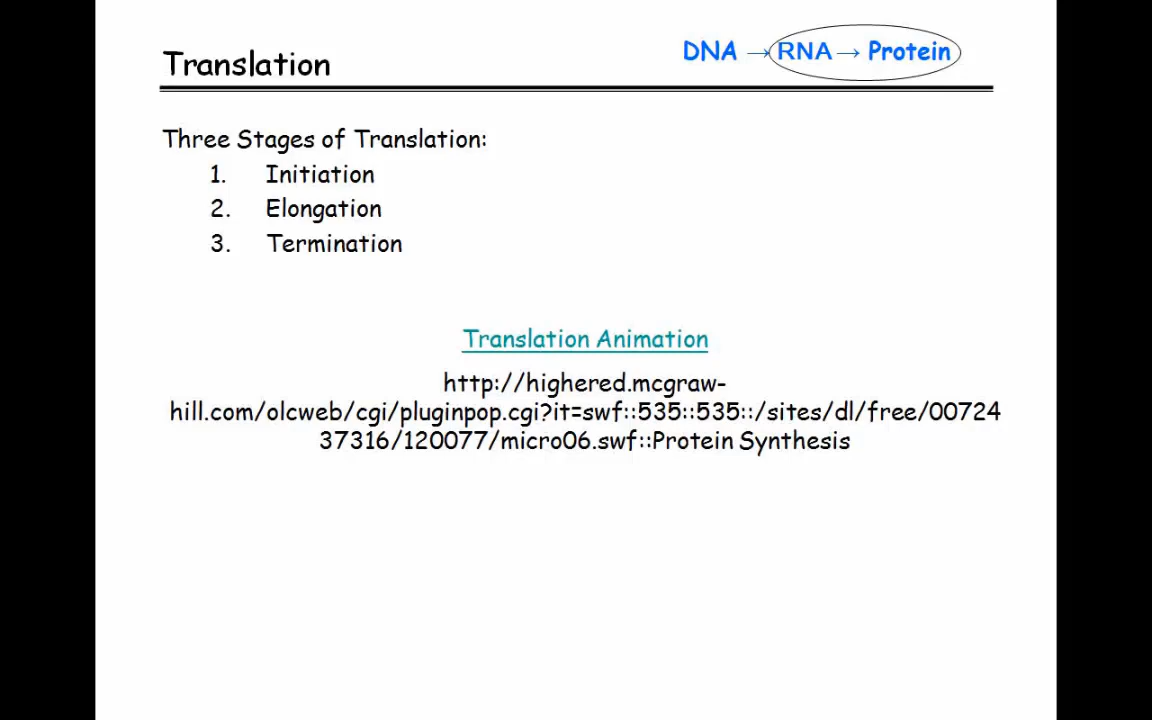 Translation
DNA → RNA → Protein
Three Stages of Translation:
1. Initiation
2. Elongation
3. Termination
Translation Animation
http://highered.mcgraw-
hill.com/olcweb/cgi/pluginpop.cgi?it=swf::535::535::/sites/dl/free/00724
37316/120077/micro06.swf::Protein Synthesis